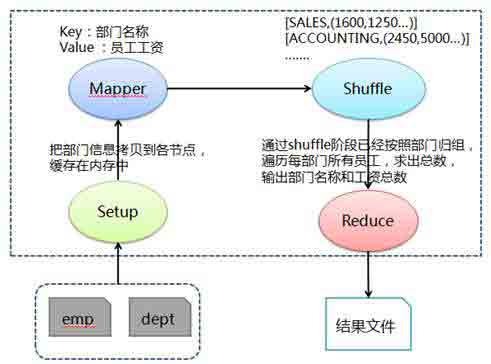 Key：部门名称
Value ：员工工资
[SALES,(1600,1250...)]
[ACCOUNTING,(2450,5000...)]
.......
Mapper
Shuffle
把部门信息拷贝到各节点，
缓存在内存中
通过shuffle阶段已经按照部门归组，
遍历每部门所有员工，求出总数，
输出部门名称和工资总数
Setup
Reduce
emp
dept
结果文件